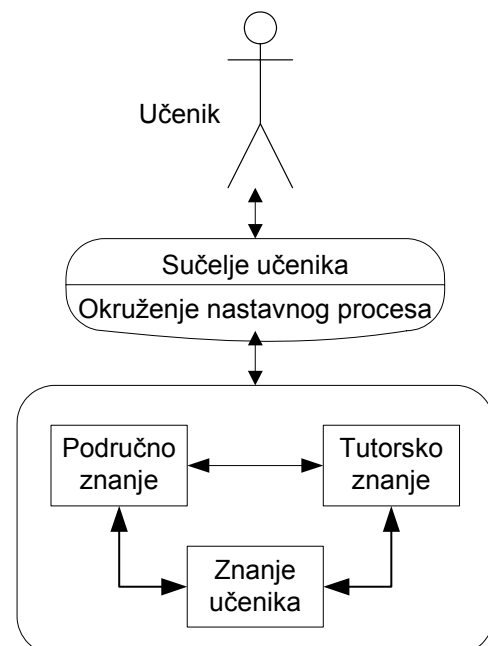 Učenik
Sučelje učenika
Okruženje nastavnog procesa
Područno
znanje
Tutorsko
znanje
Znanje
učenika